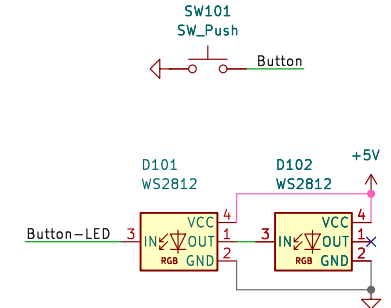 SW101
SW_Push
Button
+5V
D101
WS2812
D102
WS2812
Button-LED
3
IN
VCC
4
OUT
1
GND
2
RGB
3
IN
VCC
4
OUT
1
GND
2
RGB